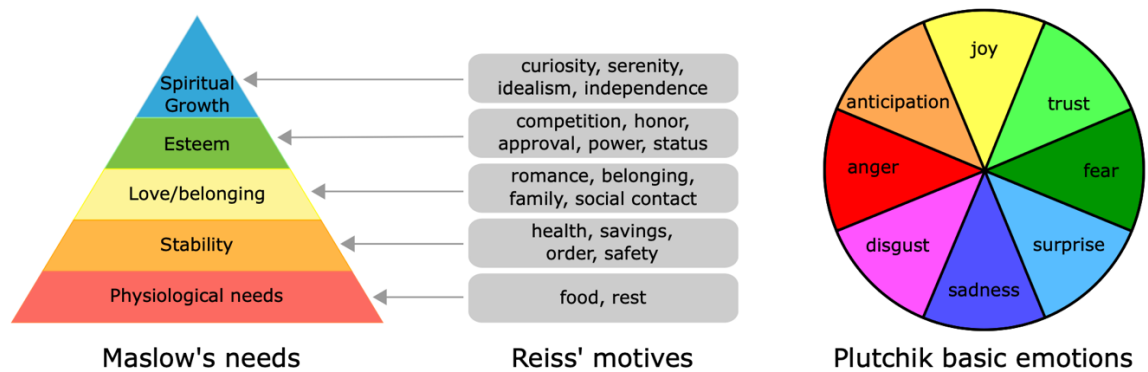 Spiritual
Growth
Esteem
Love/belonging
Stability
Physiological needs
Maslow's needs
curiosity, serenity,
idealism, independence
competition, honor,
approval, power, status
romance, belonging,
family, social contact
health, savings,
order, safety
food, rest
Reiss' motives
joy
trust
fear
surprise
sadness
disgust
anger
anticipation
Plutchik basic emotions